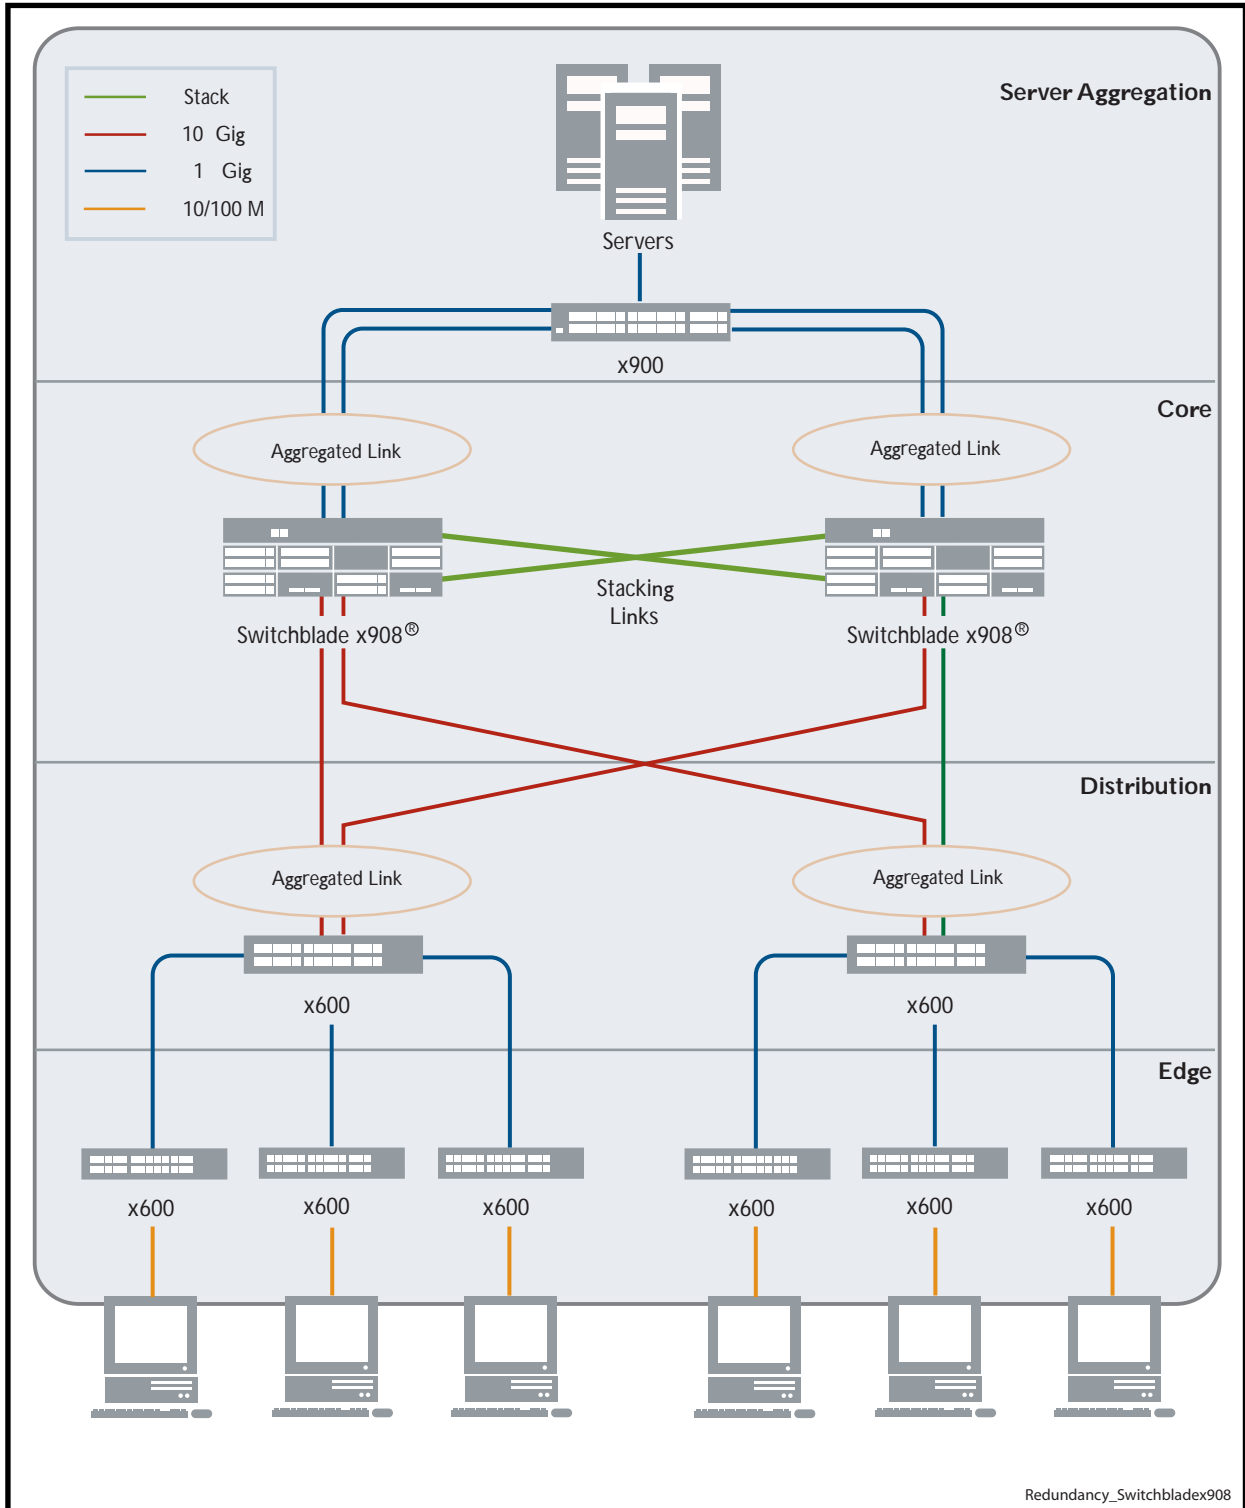 Stack
10 Gig
1 Gig
10/100 M
Server Aggregation
Servers
x900
Core
Aggregated Link
Aggregated Link
Stacking
Links
Switchblade x908®
Switchblade x908®
Distribution
Aggregated Link
Aggregated Link
x600
x600
Edge
x600
x600
x600
x600
x600
x600
Redundancy_Switchbladex908